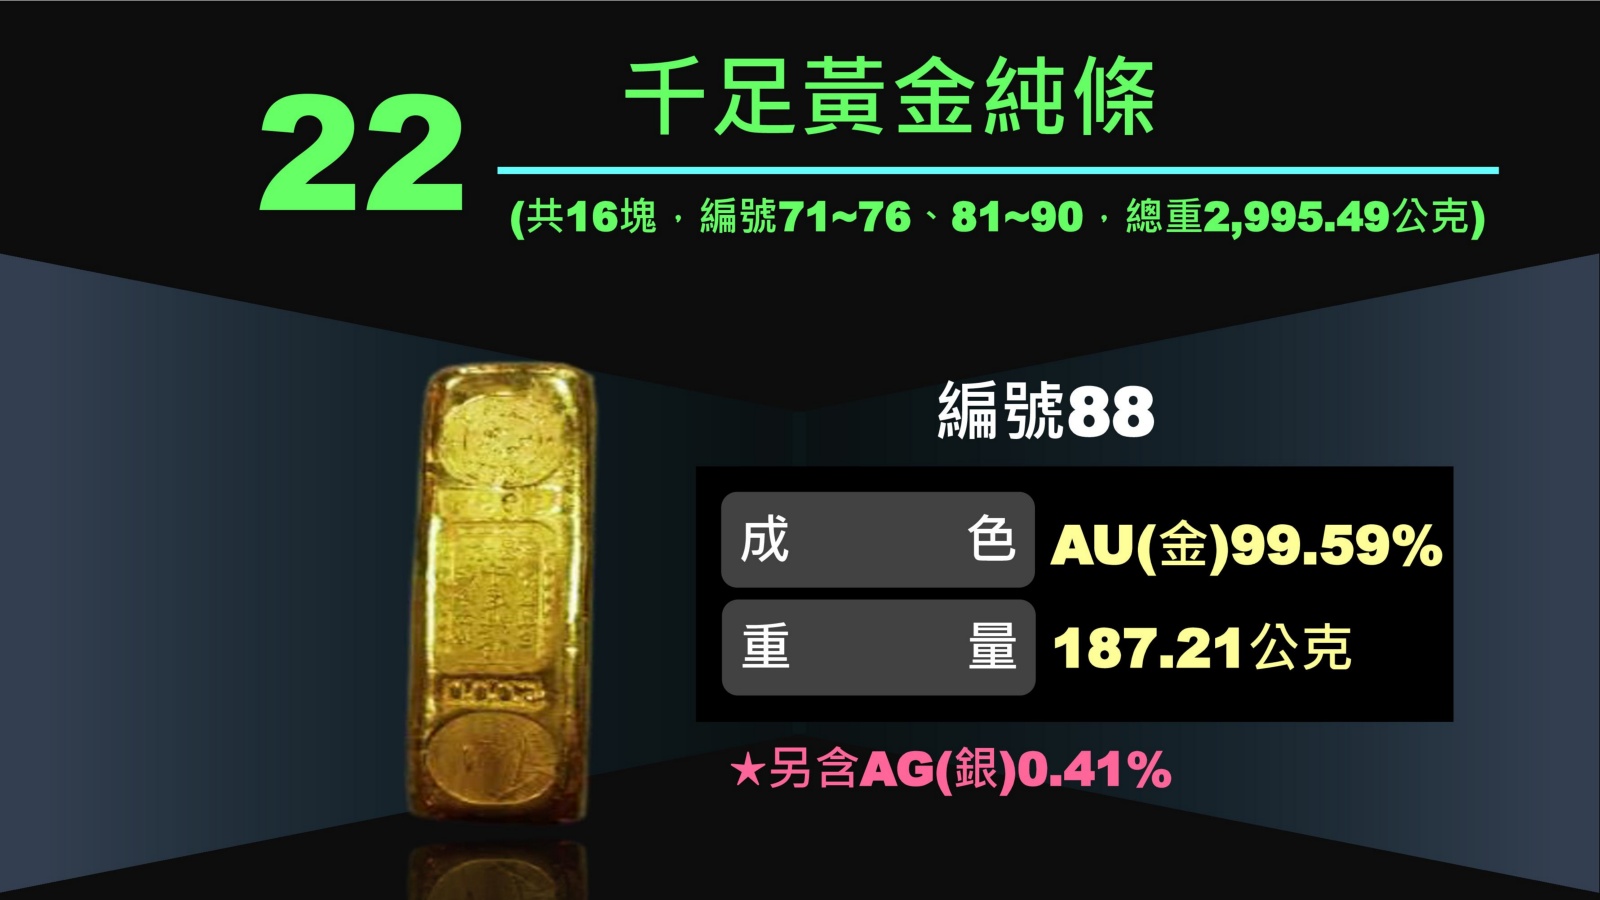 22
千足黃金純條
(共16塊，編號71~76、81~90，總重2,995.49公克)
編號88
成色 AU(金)99.59%
重量 187.21公克
★另含AG(銀)0.41%